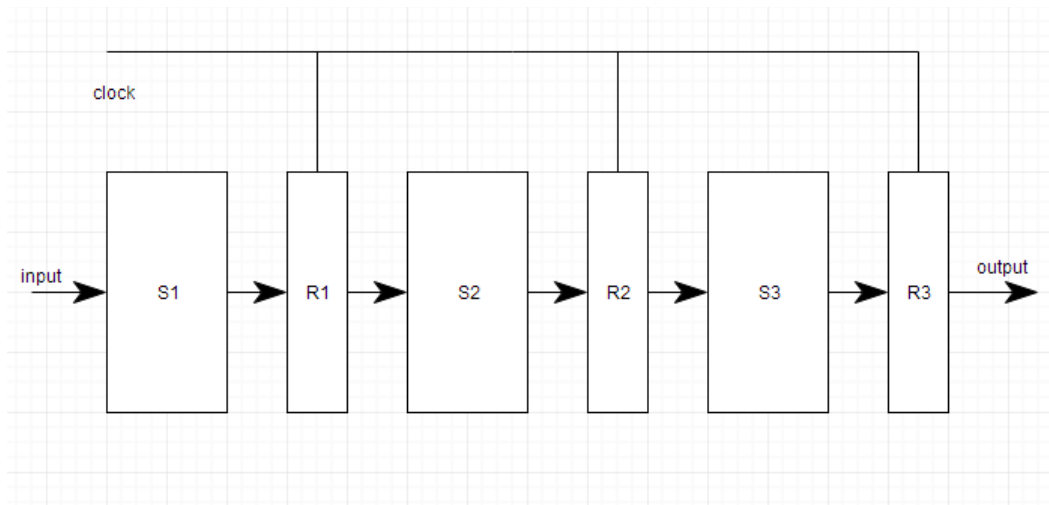 clock
input
S1
R1
S2
R2
S3
R3
output